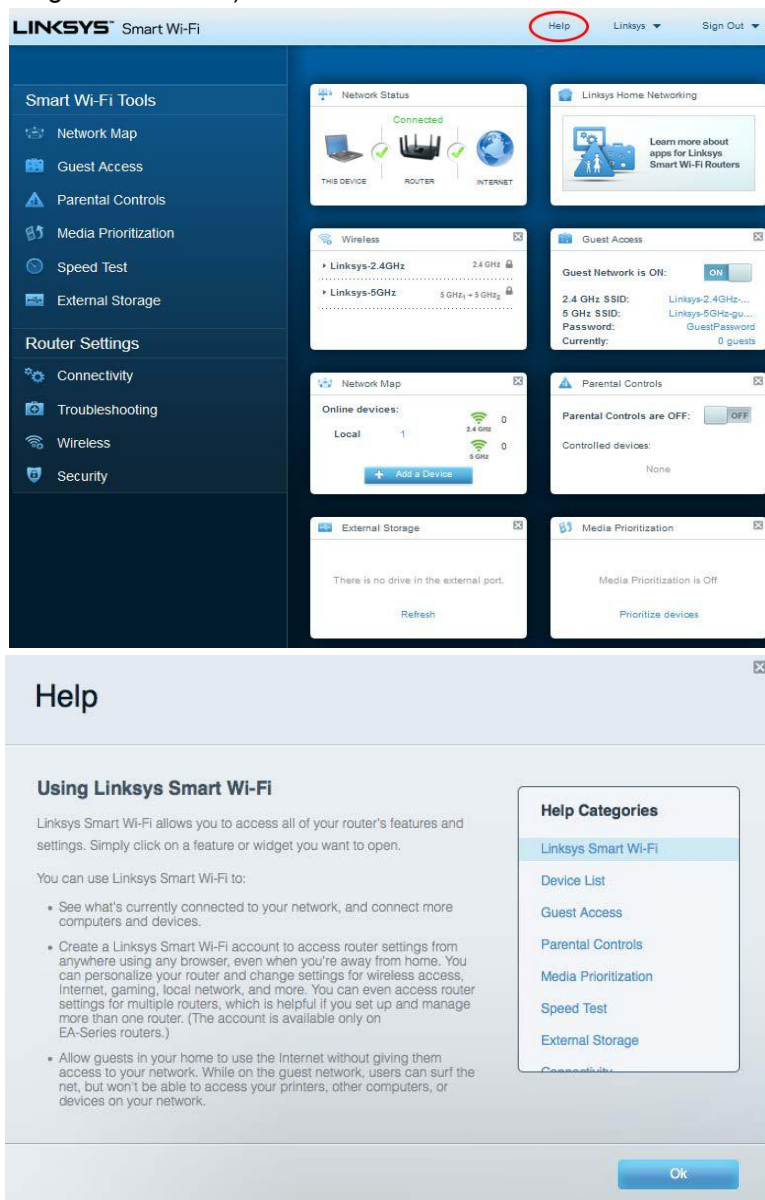 LINKSYS™ Smart Wi-Fi
Help
Linksys
Sign Out
Smart Wi-Fi Tools
Network Map
Guest Access
Parental Controls
Media Prioritization
Speed Test
External Storage
Router Settings
Connectivity
Troubleshooting
Wireless
Security
Network Status
Connected
THIS DEVICE
ROUTER
INTERNET
Linksys Home Networking
Learn more about
apps for Linksys
Smart Wi-Fi Routers
Wireless
Linksys-2.4GHz 2.4 GHz
Linksys-5GHz 5 GHz1 + 5 GHz2
Guest Access
Guest Network is ON: ON
2.4 GHz SSID: Linksys-2.4GHz-...
5 GHz SSID: Linksys-5GHz-gu...
Password: GuestPassword
Currently: 0 guests
Network Map
Online devices:
Local 1
0
2.4 GHz
0
5 GHz
+ Add a Device
Parental Controls
Parental Controls are OFF: OFF
Controlled devices:
None
External Storage
There is no drive in the external port.
Refresh
Media Prioritization
Media Prioritization is Off
Prioritize devices
Help
Using Linksys Smart Wi-Fi
Linksys Smart Wi-Fi allows you to access all of your router's features and
settings. Simply click on a feature or widget you want to open.
You can use Linksys Smart Wi-Fi to:
• See what's currently connected to your network, and connect more
computers and devices.
• Create a Linksys Smart Wi-Fi account to access router settings from
anywhere using any browser, even when you're away from home. You
can personalize your router and change settings for wireless access,
Internet, gaming, local network, and more. You can even access router
settings for multiple routers, which is helpful if you set up and manage
more than one router. (The account is available only on
EA-Series routers.)
• Allow guests in your home to use the Internet without giving them
access to your network. While on the guest network, users can surf the
net, but won't be able to access your printers, other computers, or
devices on your network.
Help Categories
Linksys Smart Wi-Fi
Device List
Guest Access
Parental Controls
Media Prioritization
Speed Test
External Storage
Connectivity
Ok